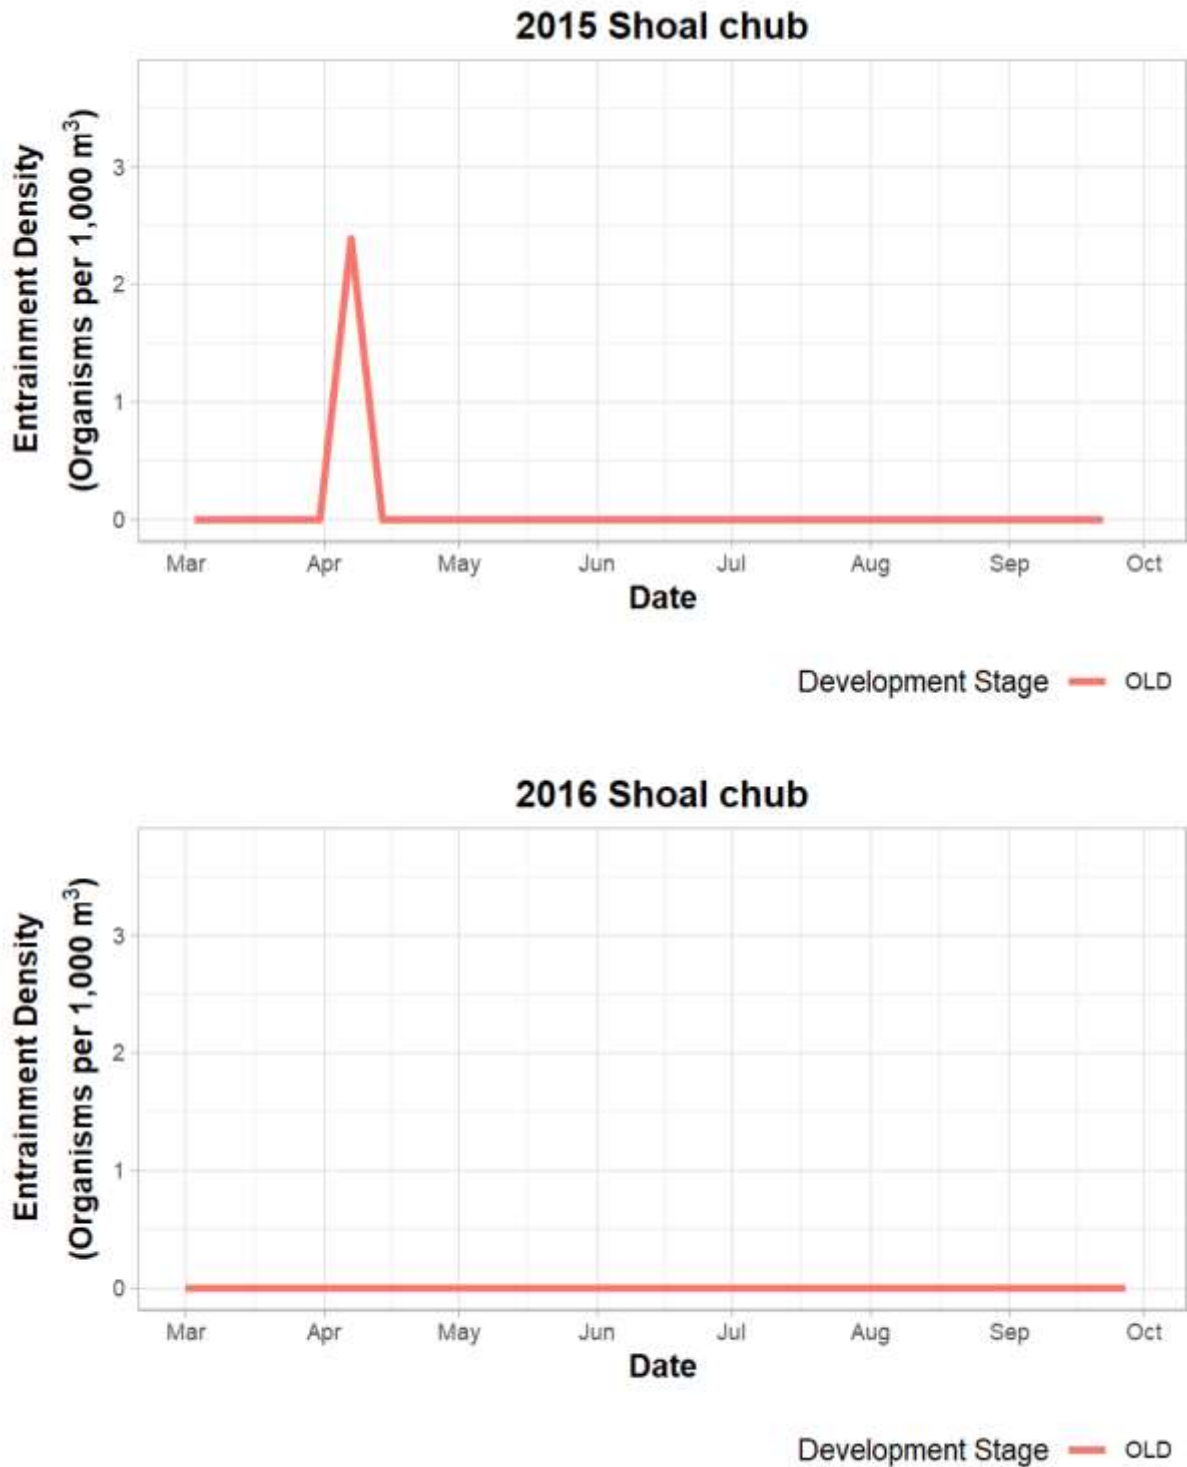 2015 Shoal chub
Entrainment Density
(Organisms per 1,000 m³)
3
2
1
0
Mar Apr May Jun Jul Aug Sep Oct
Date
Development Stage OLD
2016 Shoal chub
Entrainment Density
(Organisms per 1,000 m³)
3
2
1
0
Mar Apr May Jun Jul Aug Sep Oct
Date
Development Stage OLD